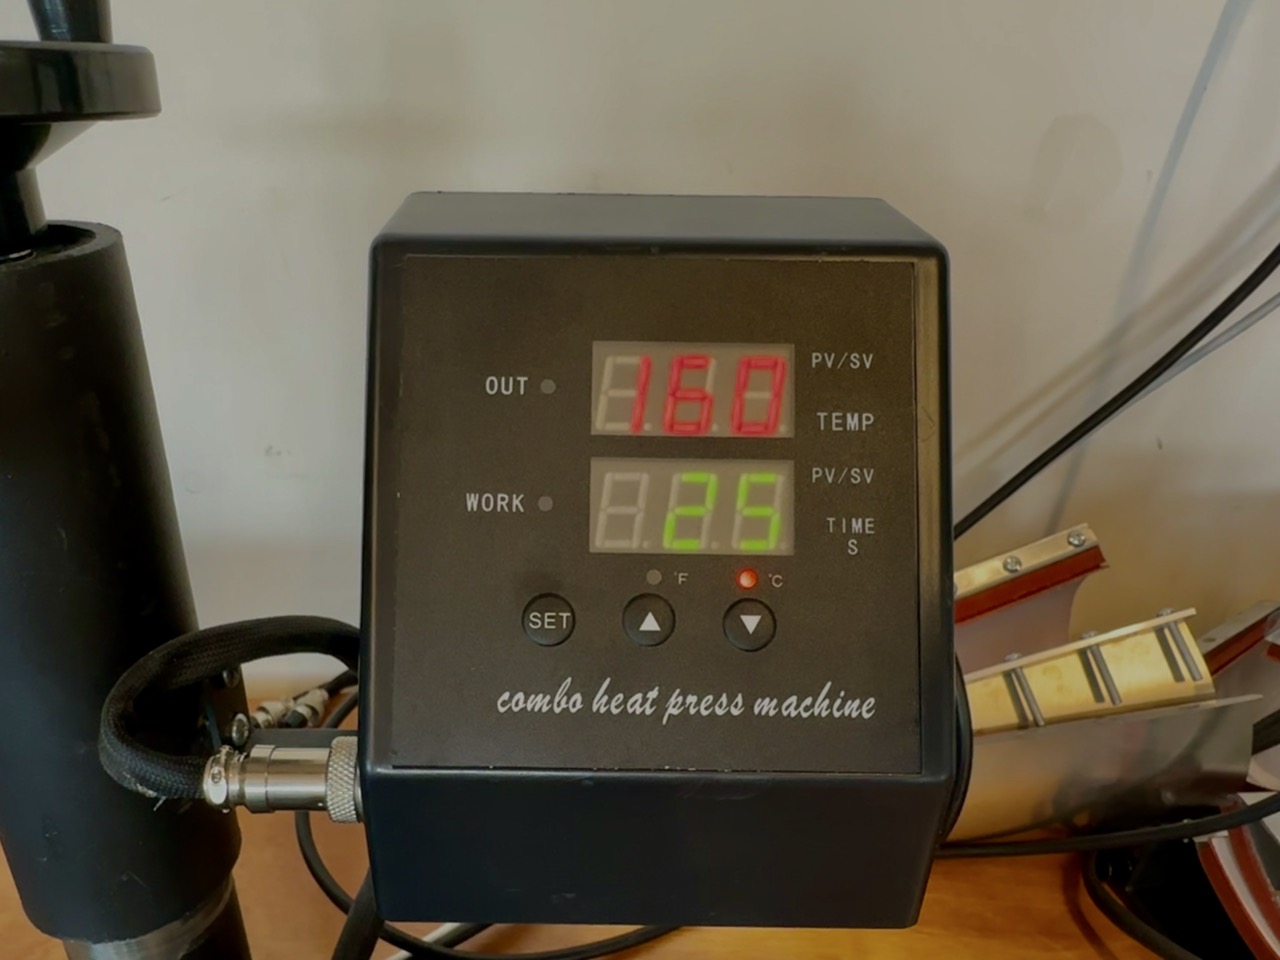 160 PV/SV
OUT
TEMP
25 PV/SV
WORK
TIME
S
°F °C
SET
combo heat press machine